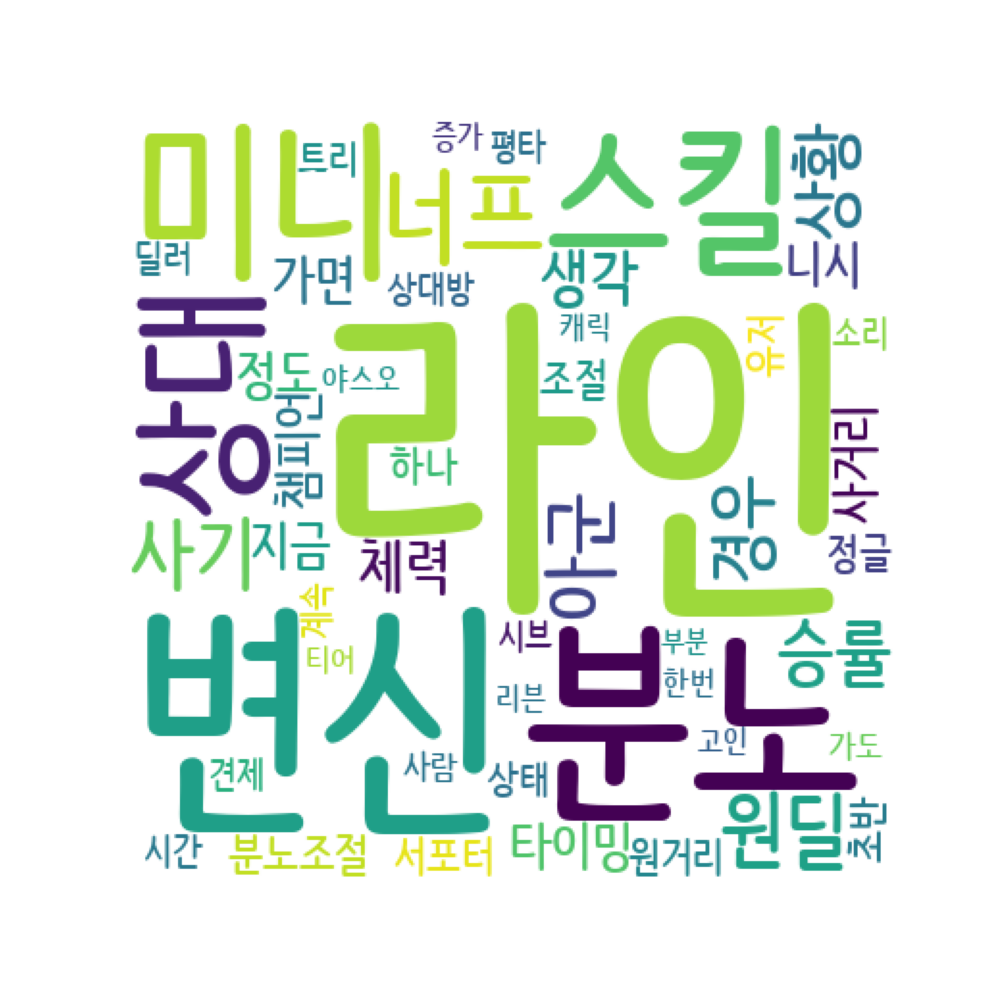 미니
트리
증가
평타
너프
스킬
상황
딜러
가면
상대방
생각
니시
상대
라인
캐릭
유저
소리
정도
야스오
조절
챔피언
하나
사거리
사기
지금
체력
아군
경우
정글
변신
계속
시브
분노
부분
승률
티어
리븐
한번
고인
가도
견제
사람
상태
원딜
초반
시간
분노조절
서포터
타이밍
원거리